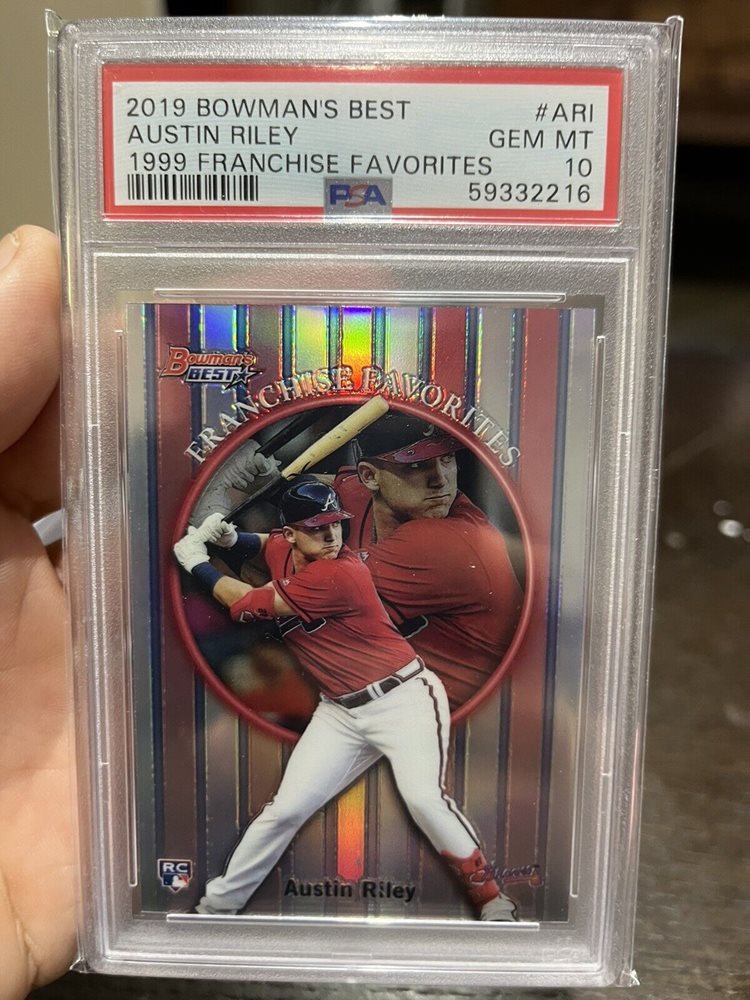 2019 BOWMAN'S BEST #ARI
AUSTIN RILEY GEM MT
1999 FRANCHISE FAVORITES 10
PSA 59332216
Bowman's
BEST
FRANCHISE FAVORITES
A
RC
Austin Riley
Braves